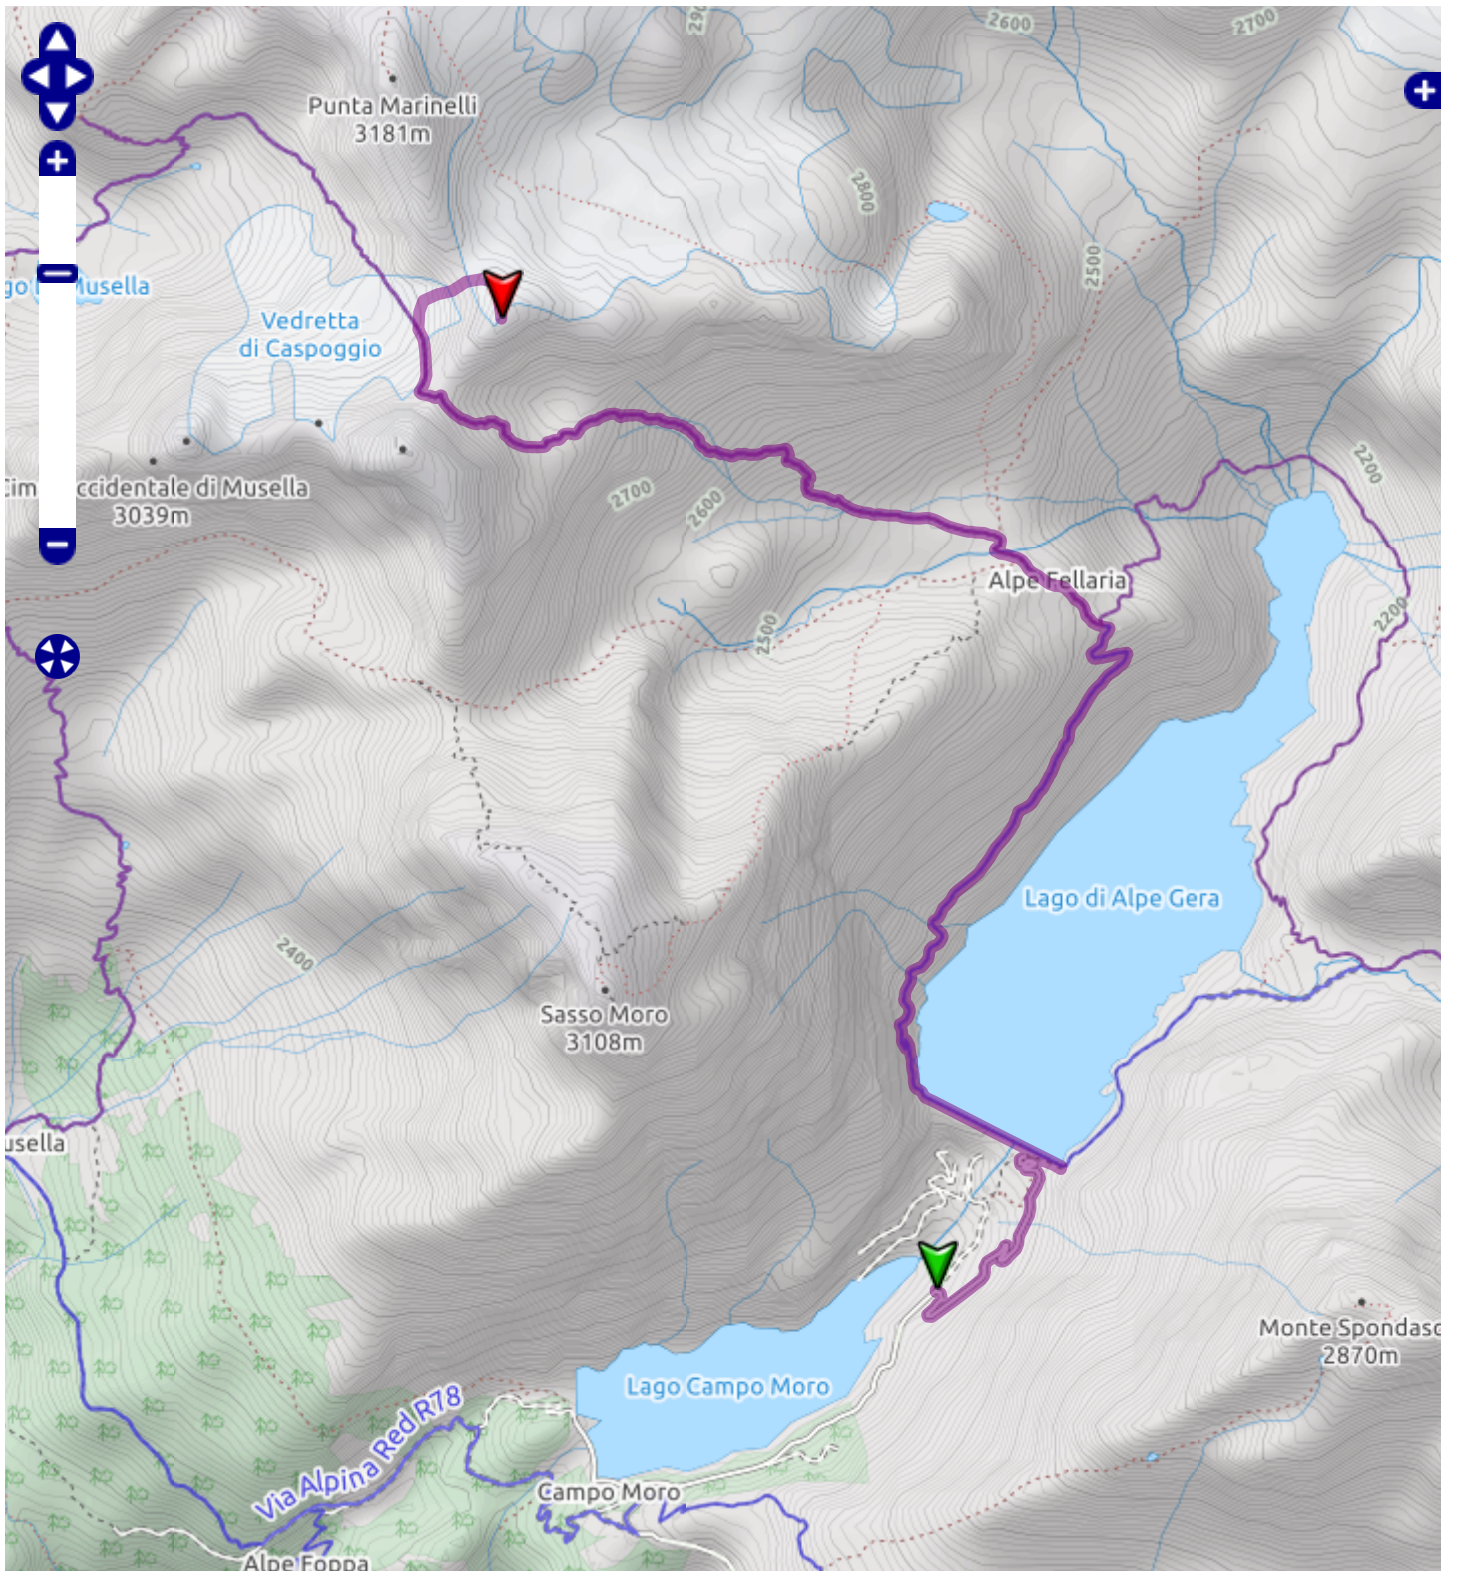 290
2600
2700
Punta Marinelli
3181m
2800
2500
Musella
Vedretta
di Caspoggio
2200
ccidentale di Musella
3039m
2700
2600
Alpe Fellaria
2200
2500
Lago di Alpe Gera
2400
Sasso Moro
3108m
usella
Monte Spondasc
2870m
Lago Campo Moro
Via Alpina Red R78
Campo Moro
Alpe Foppa